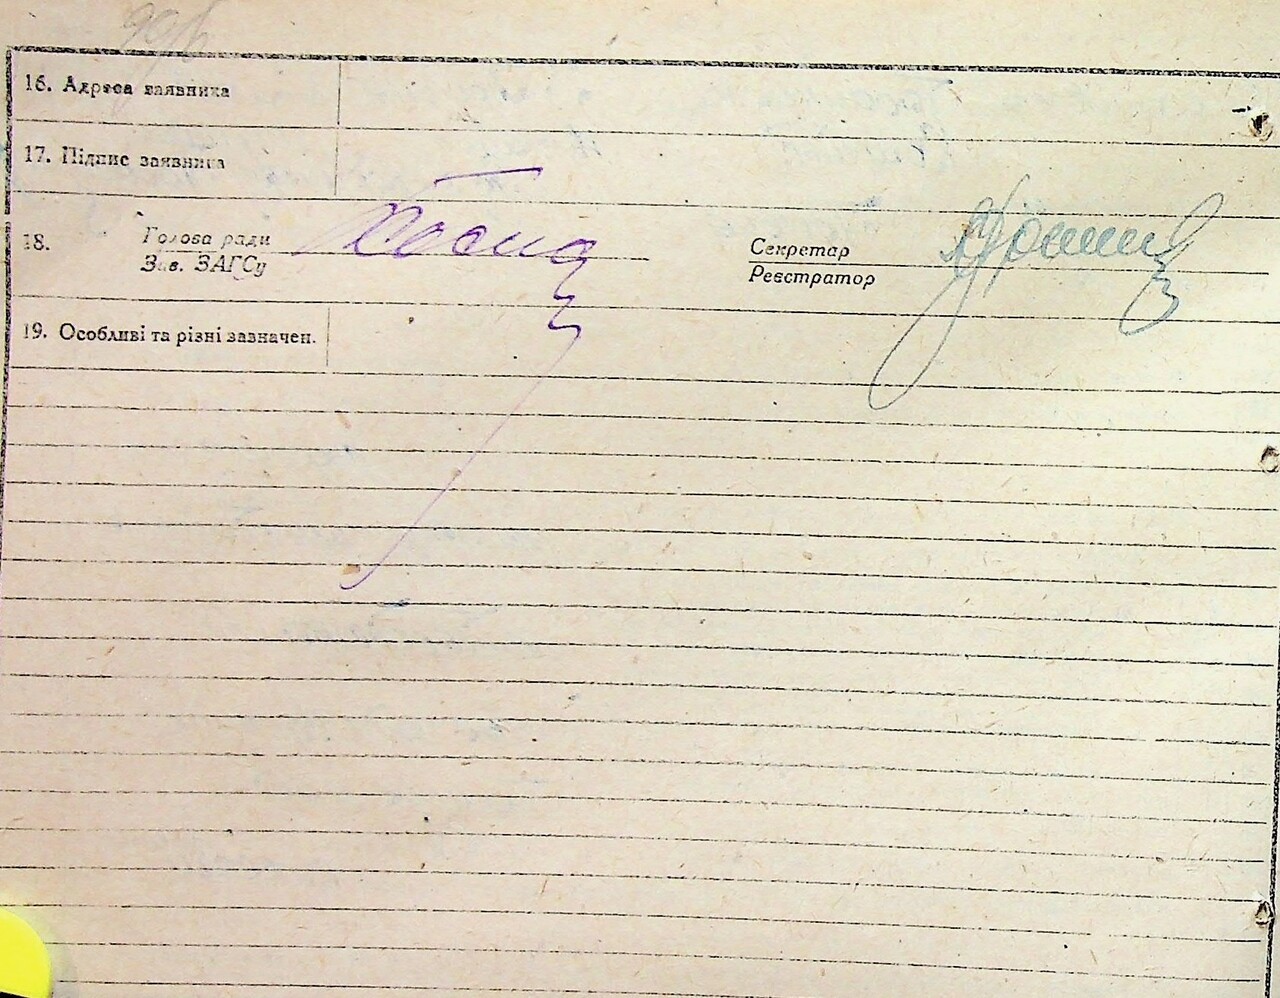 16. Адреса заявника
17. Підпис заявника
18. Голова ради
Зав. ЗАГСу
Секретар
Реєстратор
19. Особливі та різні зазначен.